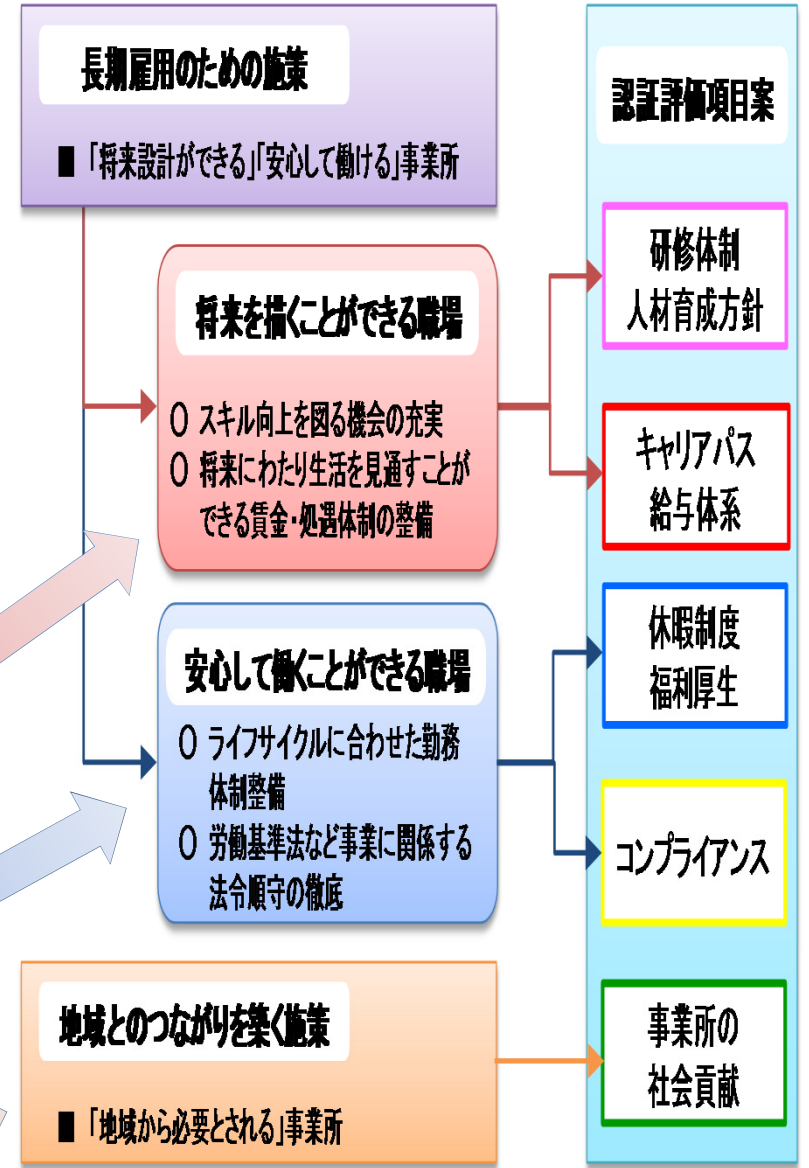 長期雇用のための施策
■ 「将来設計ができる」「安心して働ける」事業所
将来を描くことができる職場
○ スキル向上を図る機会の充実
○ 将来にわたり生活を見通すことが
できる賃金・処遇体制の整備
安心して働くことができる職場
○ ライフサイクルに合わせた勤務
体制整備
○ 労働基準法など事業に関係する
法令順守の徹底
地域とのつながりを築く施策
■ 「地域から必要とされる」事業所
認証評価項目案
研修体制
人材育成方針
キャリアパス
給与体系
休暇制度
福利厚生
コンプライアンス
事業所の
社会貢献